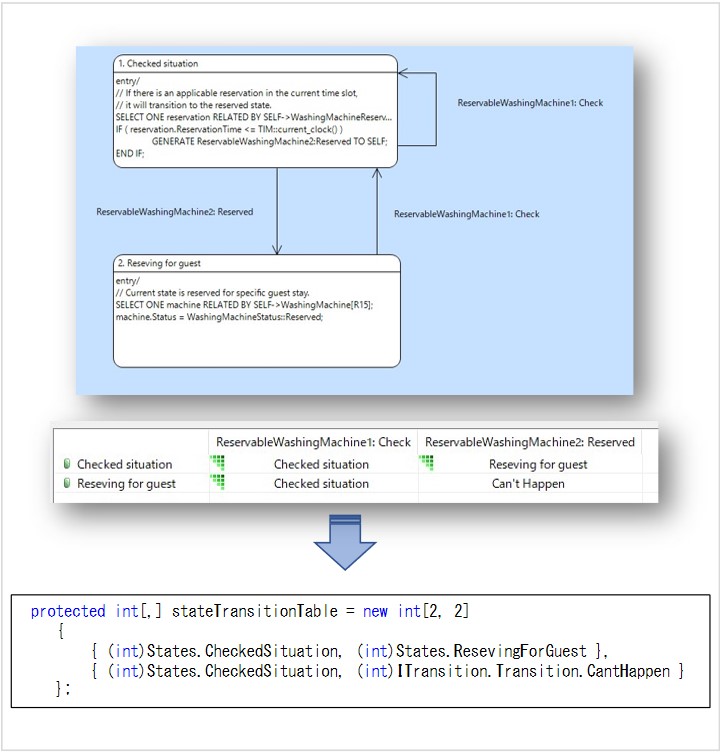 1. Checked situation
entry/
// If there is an applicable reservation in the current time slot,
// it will transition to the reserved state.
SELECT ONE reservation RELATED BY SELF->WashingMachineReserv...
IF ( reservation.ReservationTime <= TIM::current_clock() )
GENERATE ReservableWashingMachine2:Reserved TO SELF;
END IF;
ReservableWashingMachine1: Check
ReservableWashingMachine2: Reserved
ReservableWashingMachine1: Check
2. Reseving for guest
entry/
// Current state is reserved for specific guest stay.
SELECT ONE machine RELATED BY SELF->WashingMachine[R15];
machine.Status = WashingMachineStatus::Reserved;
ReservableWashingMachine1: Check ReservableWashingMachine2: Reserved
Checked situation Checked situation Reseving for guest
Reseving for guest Checked situation Can't Happen
protected int[,] stateTransitionTable = new int[2, 2]
{
{ (int)States.CheckedSituation, (int)States.ResevingForGuest },
{ (int)States.CheckedSituation, (int)ITransition.Transition.CantHappen }
};